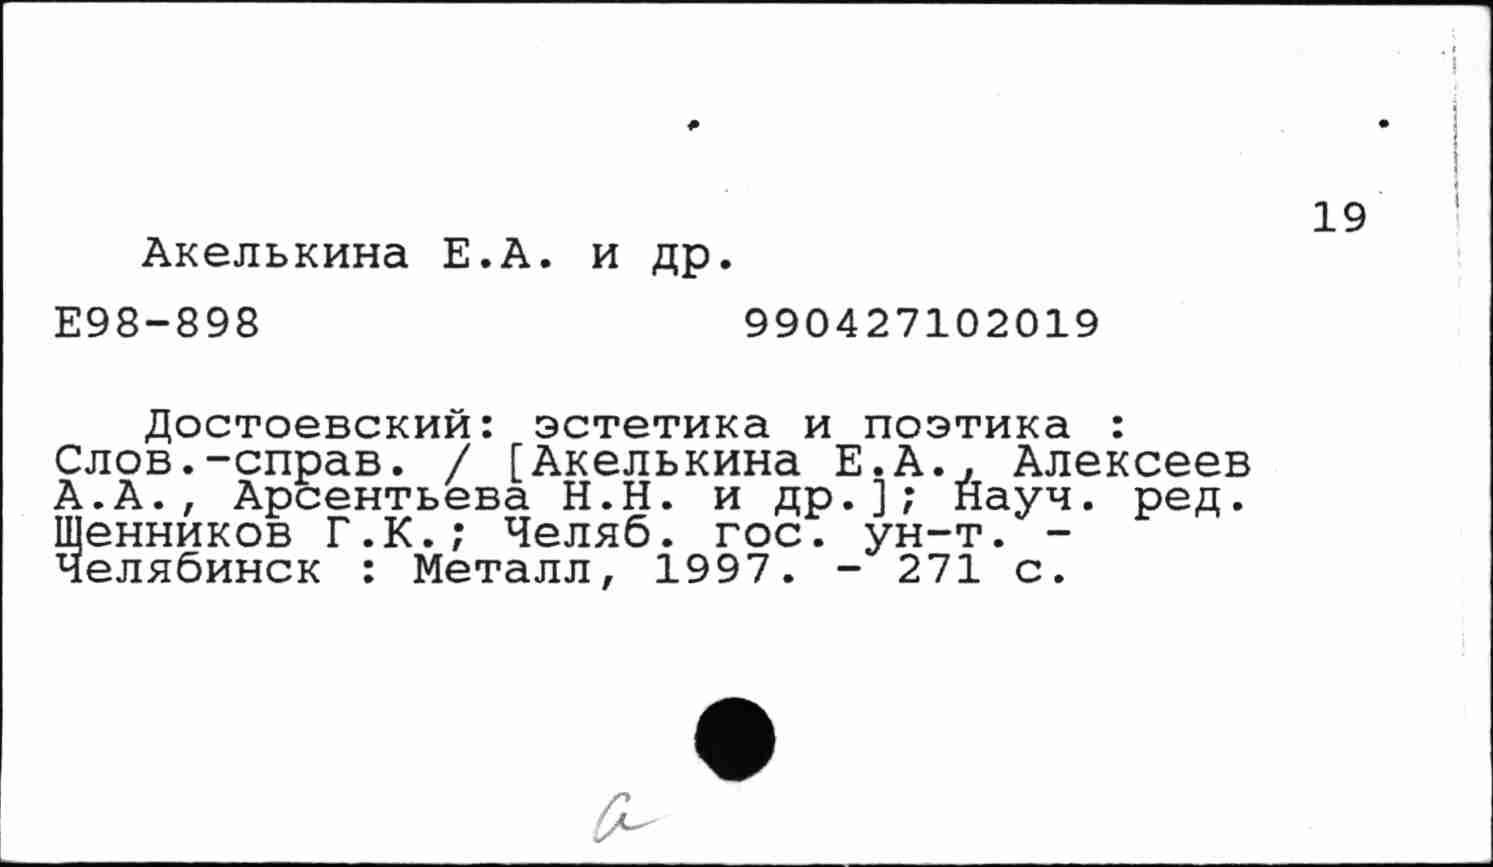 19
Акелькина Е.А. и др.
Е98-898 990427102019
Достоевский: эстетика и поэтика :
Слов.-справ. / [Акелькина Е.А., Алексеев
А.А., Арсентьева Н.Н. и др.]; Науч. ред.
Щенников Г.К.; Челяб. гос. ун-т. -
Челябинск : Металл, 1997. - 271 с.
а